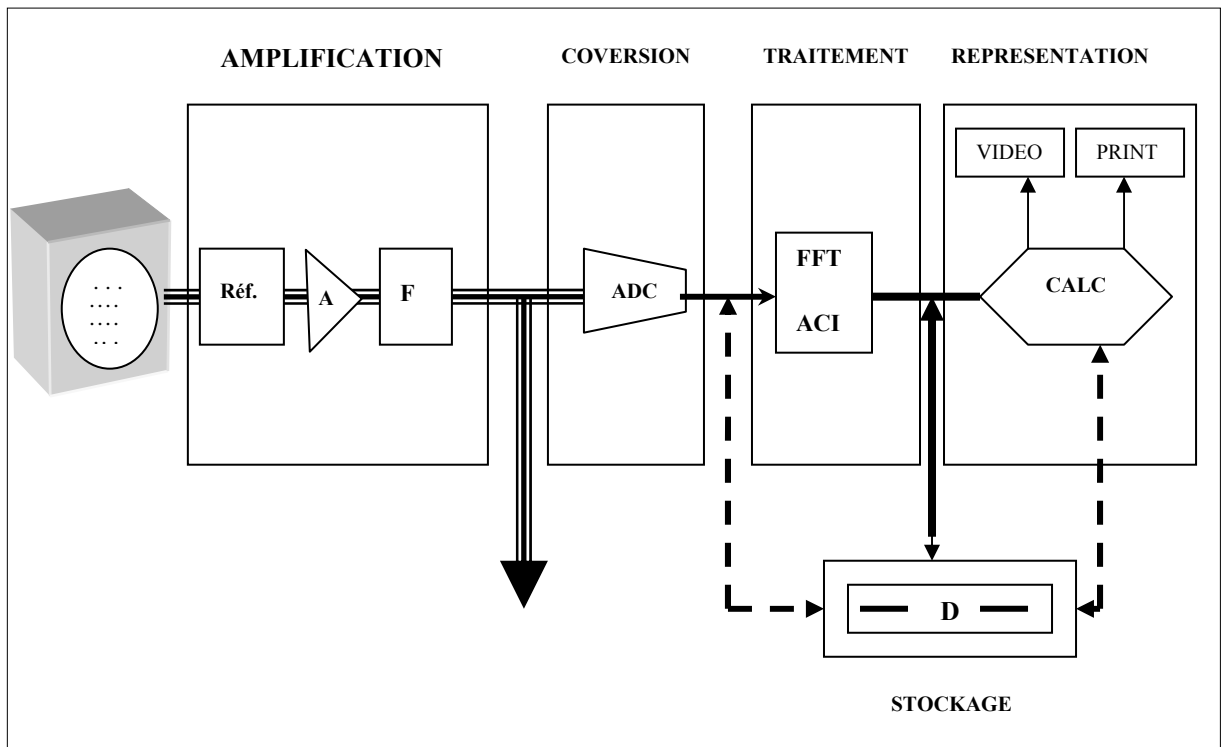 AMPLIFICATION
COVERSION
TRAITEMENT
REPRESENTATION
VIDEO
PRINT
Réf.
A
F
ADC
FFT
ACI
CALC
D
STOCKAGE